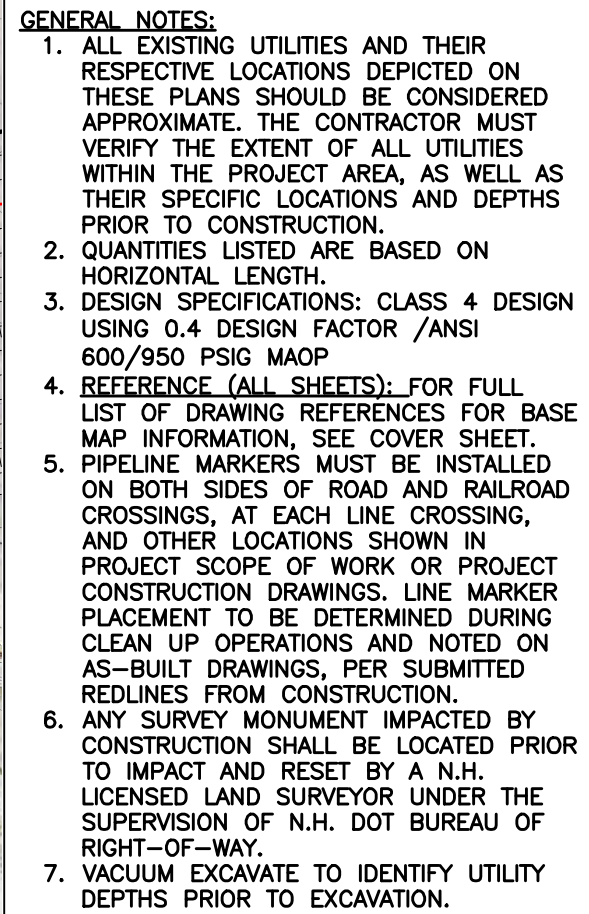 GENERAL NOTES:
1. ALL EXISTING UTILITIES AND THEIR
RESPECTIVE LOCATIONS DEPICTED ON
THESE PLANS SHOULD BE CONSIDERED
APPROXIMATE. THE CONTRACTOR MUST
VERIFY THE EXTENT OF ALL UTILITIES
WITHIN THE PROJECT AREA, AS WELL AS
THEIR SPECIFIC LOCATIONS AND DEPTHS
PRIOR TO CONSTRUCTION.
2. QUANTITIES LISTED ARE BASED ON
HORIZONTAL LENGTH.
3. DESIGN SPECIFICATIONS: CLASS 4 DESIGN
USING 0.4 DESIGN FACTOR /ANSI
600/950 PSIG MAOP
4. REFERENCE (ALL SHEETS): FOR FULL
LIST OF DRAWING REFERENCES FOR BASE
MAP INFORMATION, SEE COVER SHEET.
5. PIPELINE MARKERS MUST BE INSTALLED
ON BOTH SIDES OF ROAD AND RAILROAD
CROSSINGS, AT EACH LINE CROSSING,
AND OTHER LOCATIONS SHOWN IN
PROJECT SCOPE OF WORK OR PROJECT
CONSTRUCTION DRAWINGS. LINE MARKER
PLACEMENT TO BE DETERMINED DURING
CLEAN UP OPERATIONS AND NOTED ON
AS-BUILT DRAWINGS, PER SUBMITTED
REDLINES FROM CONSTRUCTION.
6. ANY SURVEY MONUMENT IMPACTED BY
CONSTRUCTION SHALL BE LOCATED PRIOR
TO IMPACT AND RESET BY A N.H.
LICENSED LAND SURVEYOR UNDER THE
SUPERVISION OF N.H. DOT BUREAU OF
RIGHT-OF-WAY.
7. VACUUM EXCAVATE TO IDENTIFY UTILITY
DEPTHS PRIOR TO EXCAVATION.